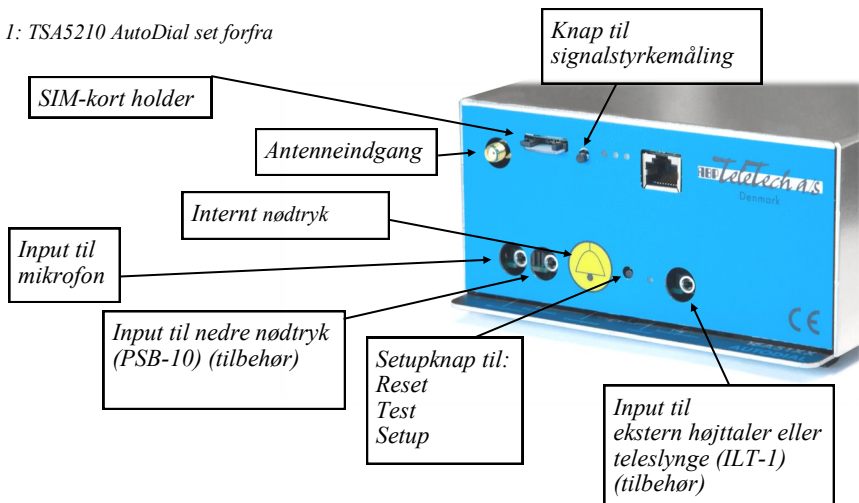 1: TSA5210 AutoDial set forfra
Knap til
signalstyrkemåling
SIM-kort holder
Antenneindgang
Internt nødtryk
Input til
mikrofon
Input til nedre nødtryk
(PSB-10) (tilbehør)
Setupknap til:
Reset
Test
Setup
Input til
ekstern højttaler eller
teleslynge (ILT-1)
(tilbehør)
TeleTech a/s
Denmark
CE